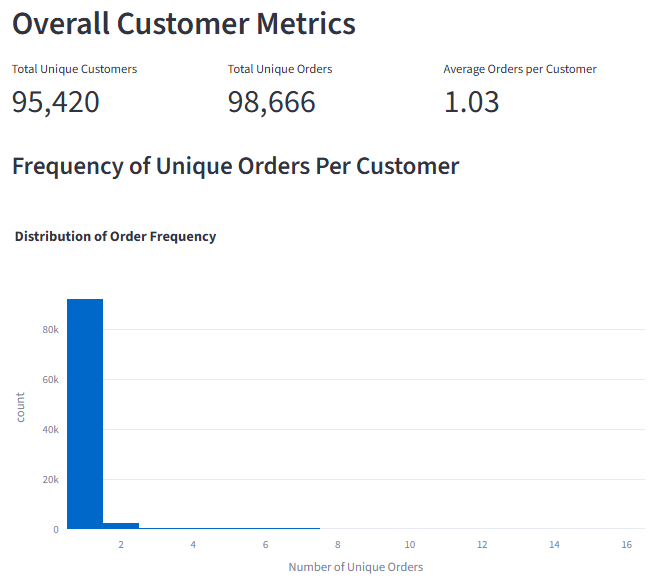 Overall Customer Metrics
Total Unique Customers Total Unique Orders Average Orders per Customer
95,420 98,666 1.03
Frequency of Unique Orders Per Customer
Distribution of Order Frequency
80k
60k
40k
20k
0
count
2 4 6 8 10 12 14 16
Number of Unique Orders